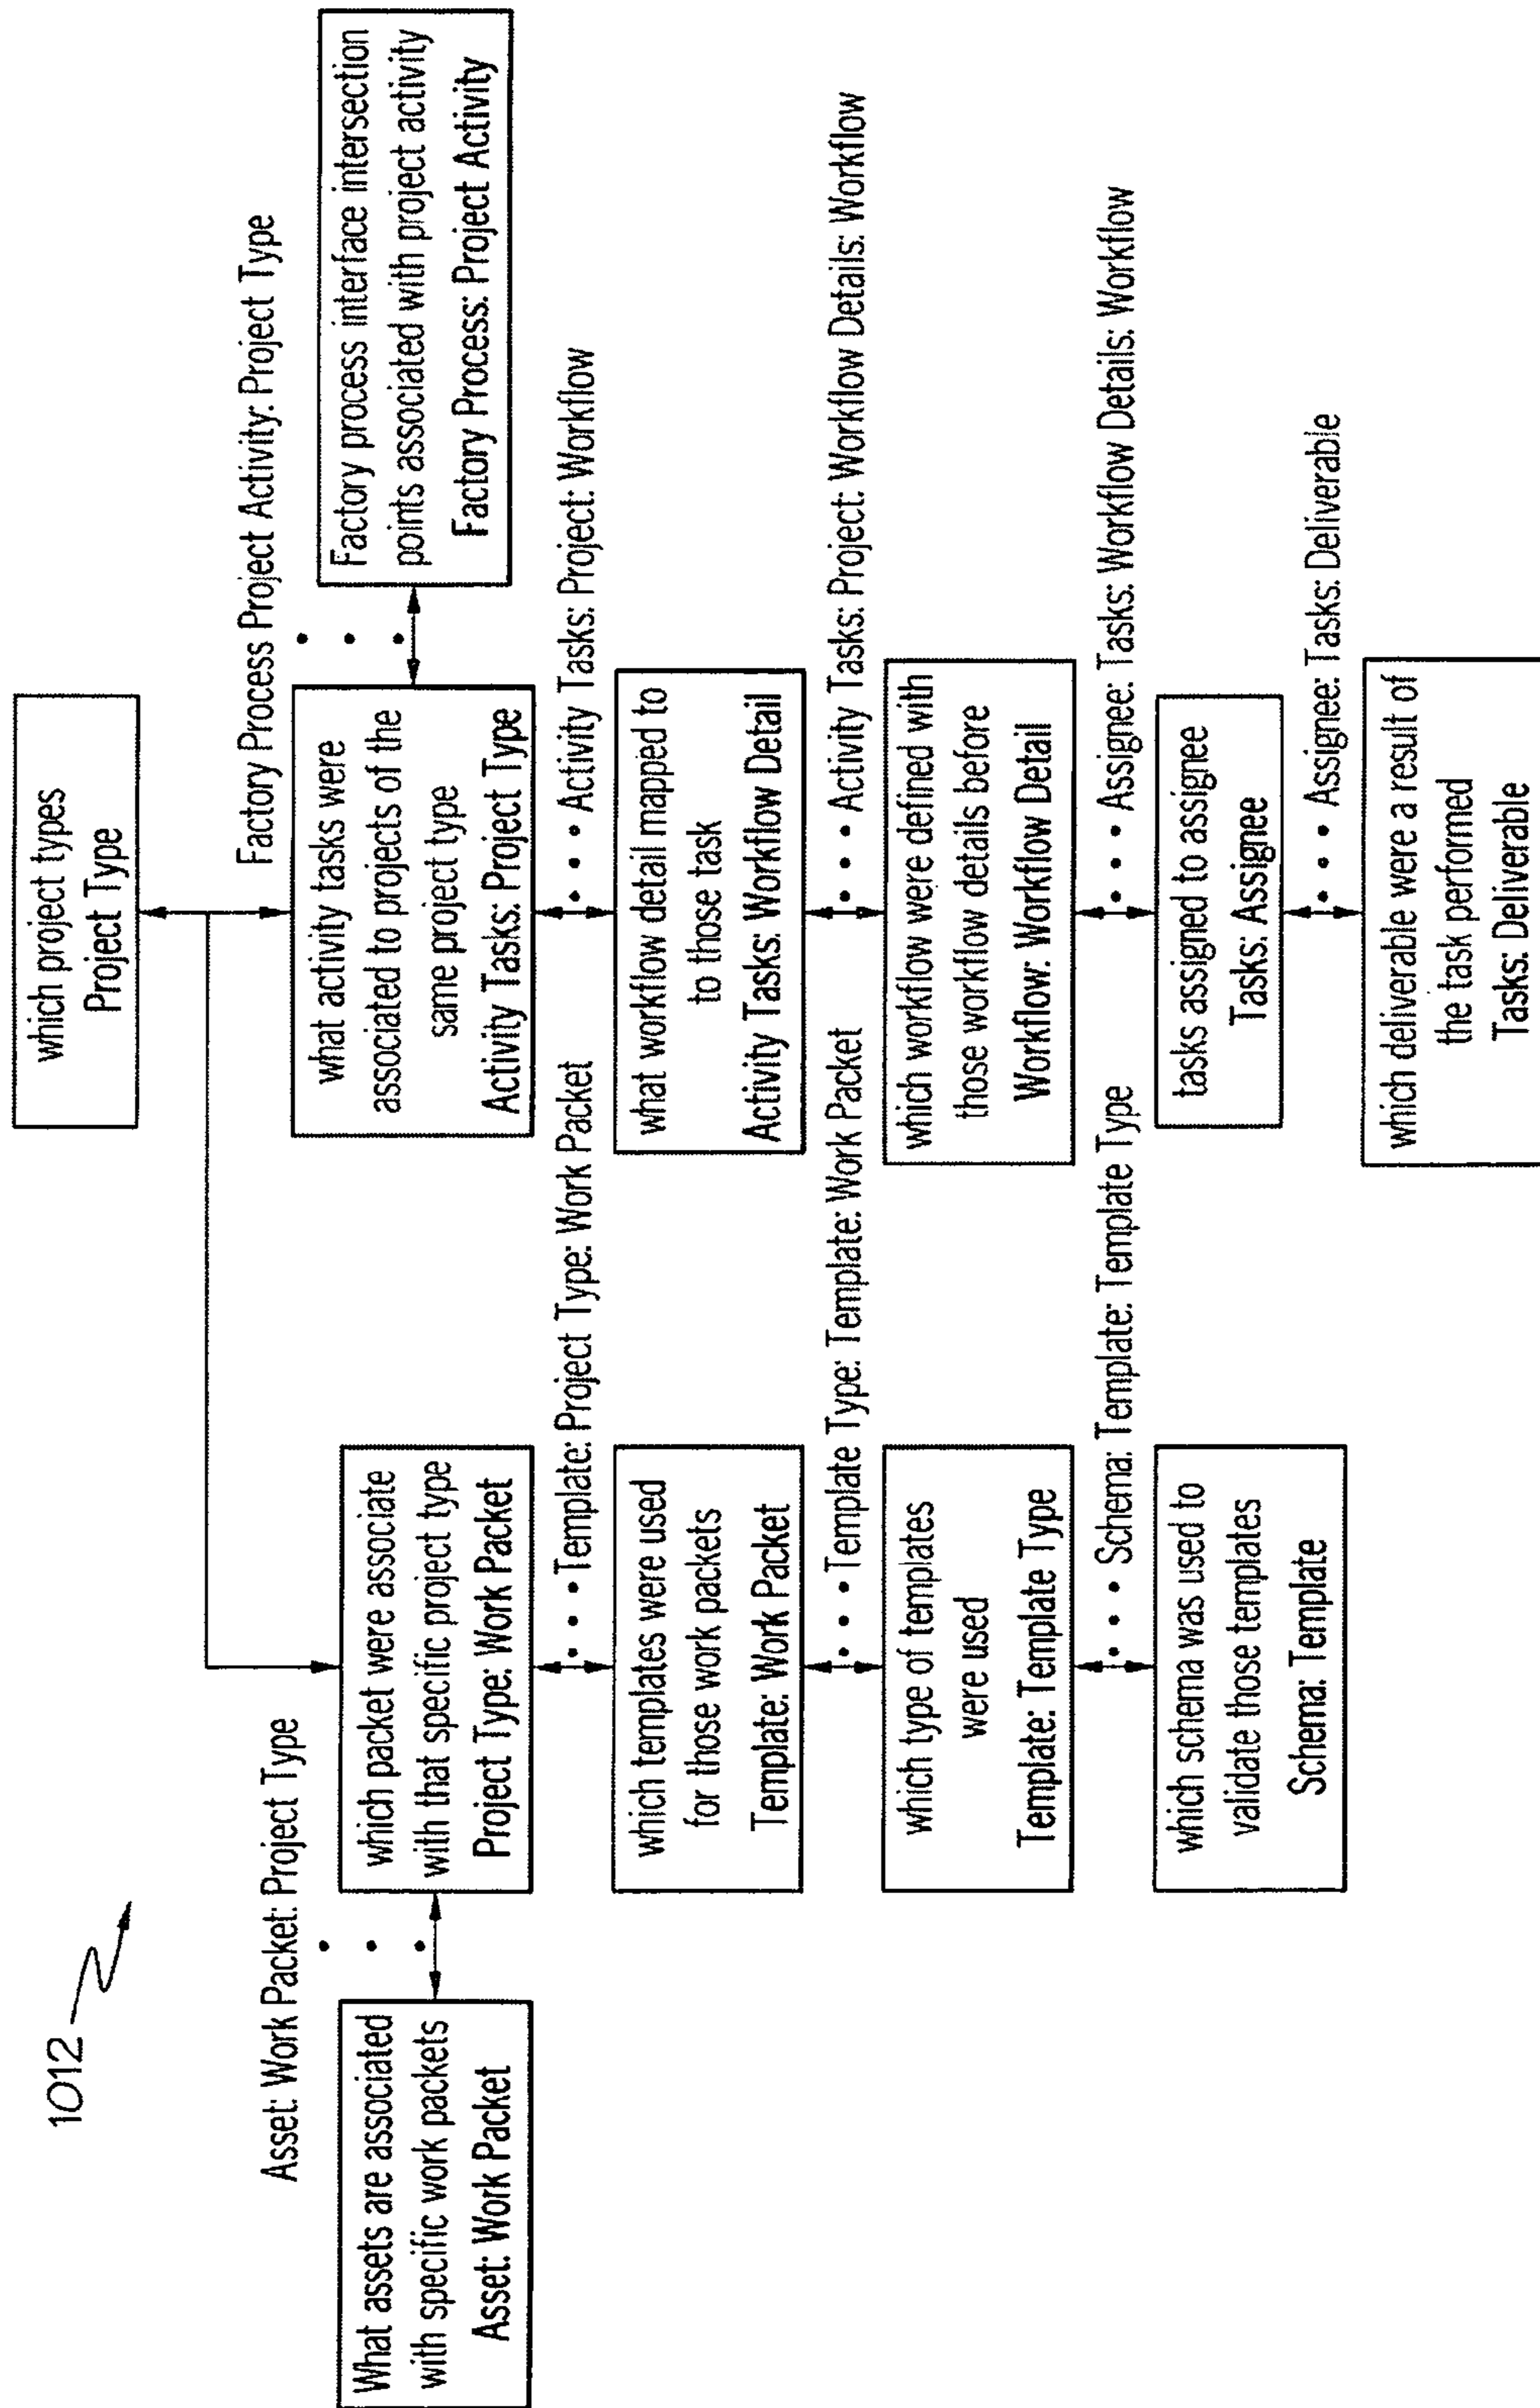 1012
which project types
Project Type
Factory Process Project Activity: Project Type
Asset: Work Packet: Project Type
What assets are associated
with specific work packets
Asset: Work Packet
which packet were associate
with that specific project type
Project Type: Work Packet
what activity tasks were
associated to projects of the
same project type
Activity Tasks: Project Type
Factory process interface intersection
points associated with project activity
Factory Process: Project Activity
Template: Project Type: Work Packet
Activity Tasks: Project: Workflow
which templates were used
for those work packets
Template: Work Packet
what workflow detail mapped to
to those task
Activity Tasks: Workflow Detail
Template Type: Template: Work Packet
Activity Tasks: Project: Workflow Details: Workflow
which type of templates
were used
Template: Template Type
which workflow were defined with
those workflow details before
Workflow: Workflow Detail
Schema: Template: Template Type
Assignee: Tasks: Workflow Details: Workflow
which schema was used to
validate those templates
Schema: Template
tasks assigned to assignee
Tasks: Assignee
Assignee: Tasks: Deliverable
which deliverable were a result of
the task performed
Tasks: Deliverable